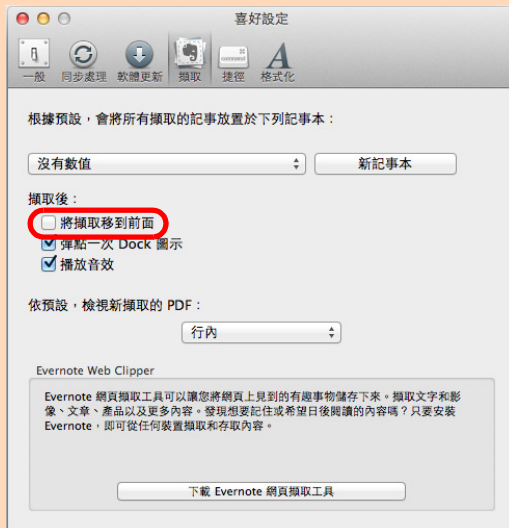 喜好設定
一般 同步處理 軟體更新 擷取 捷徑 格式化
根據預設，會將所有擷取的記事放置於下列記事本：
沒有數值 新記事本
擷取後：
將擷取移到前面
彈點一次 Dock 圖示
播放音效
依預設，檢視新擷取的 PDF：
行內
Evernote Web Clipper
Evernote 網頁擷取工具可以讓您將網頁上見到的有趣事物儲存下來。擷取文字和影
像、文章、產品以及更多內容。發現想要記住或希望日後閱讀的內容嗎？只要安裝
Evernote，即可從任何裝置擷取和存取內容。
下載 Evernote 網頁擷取工具